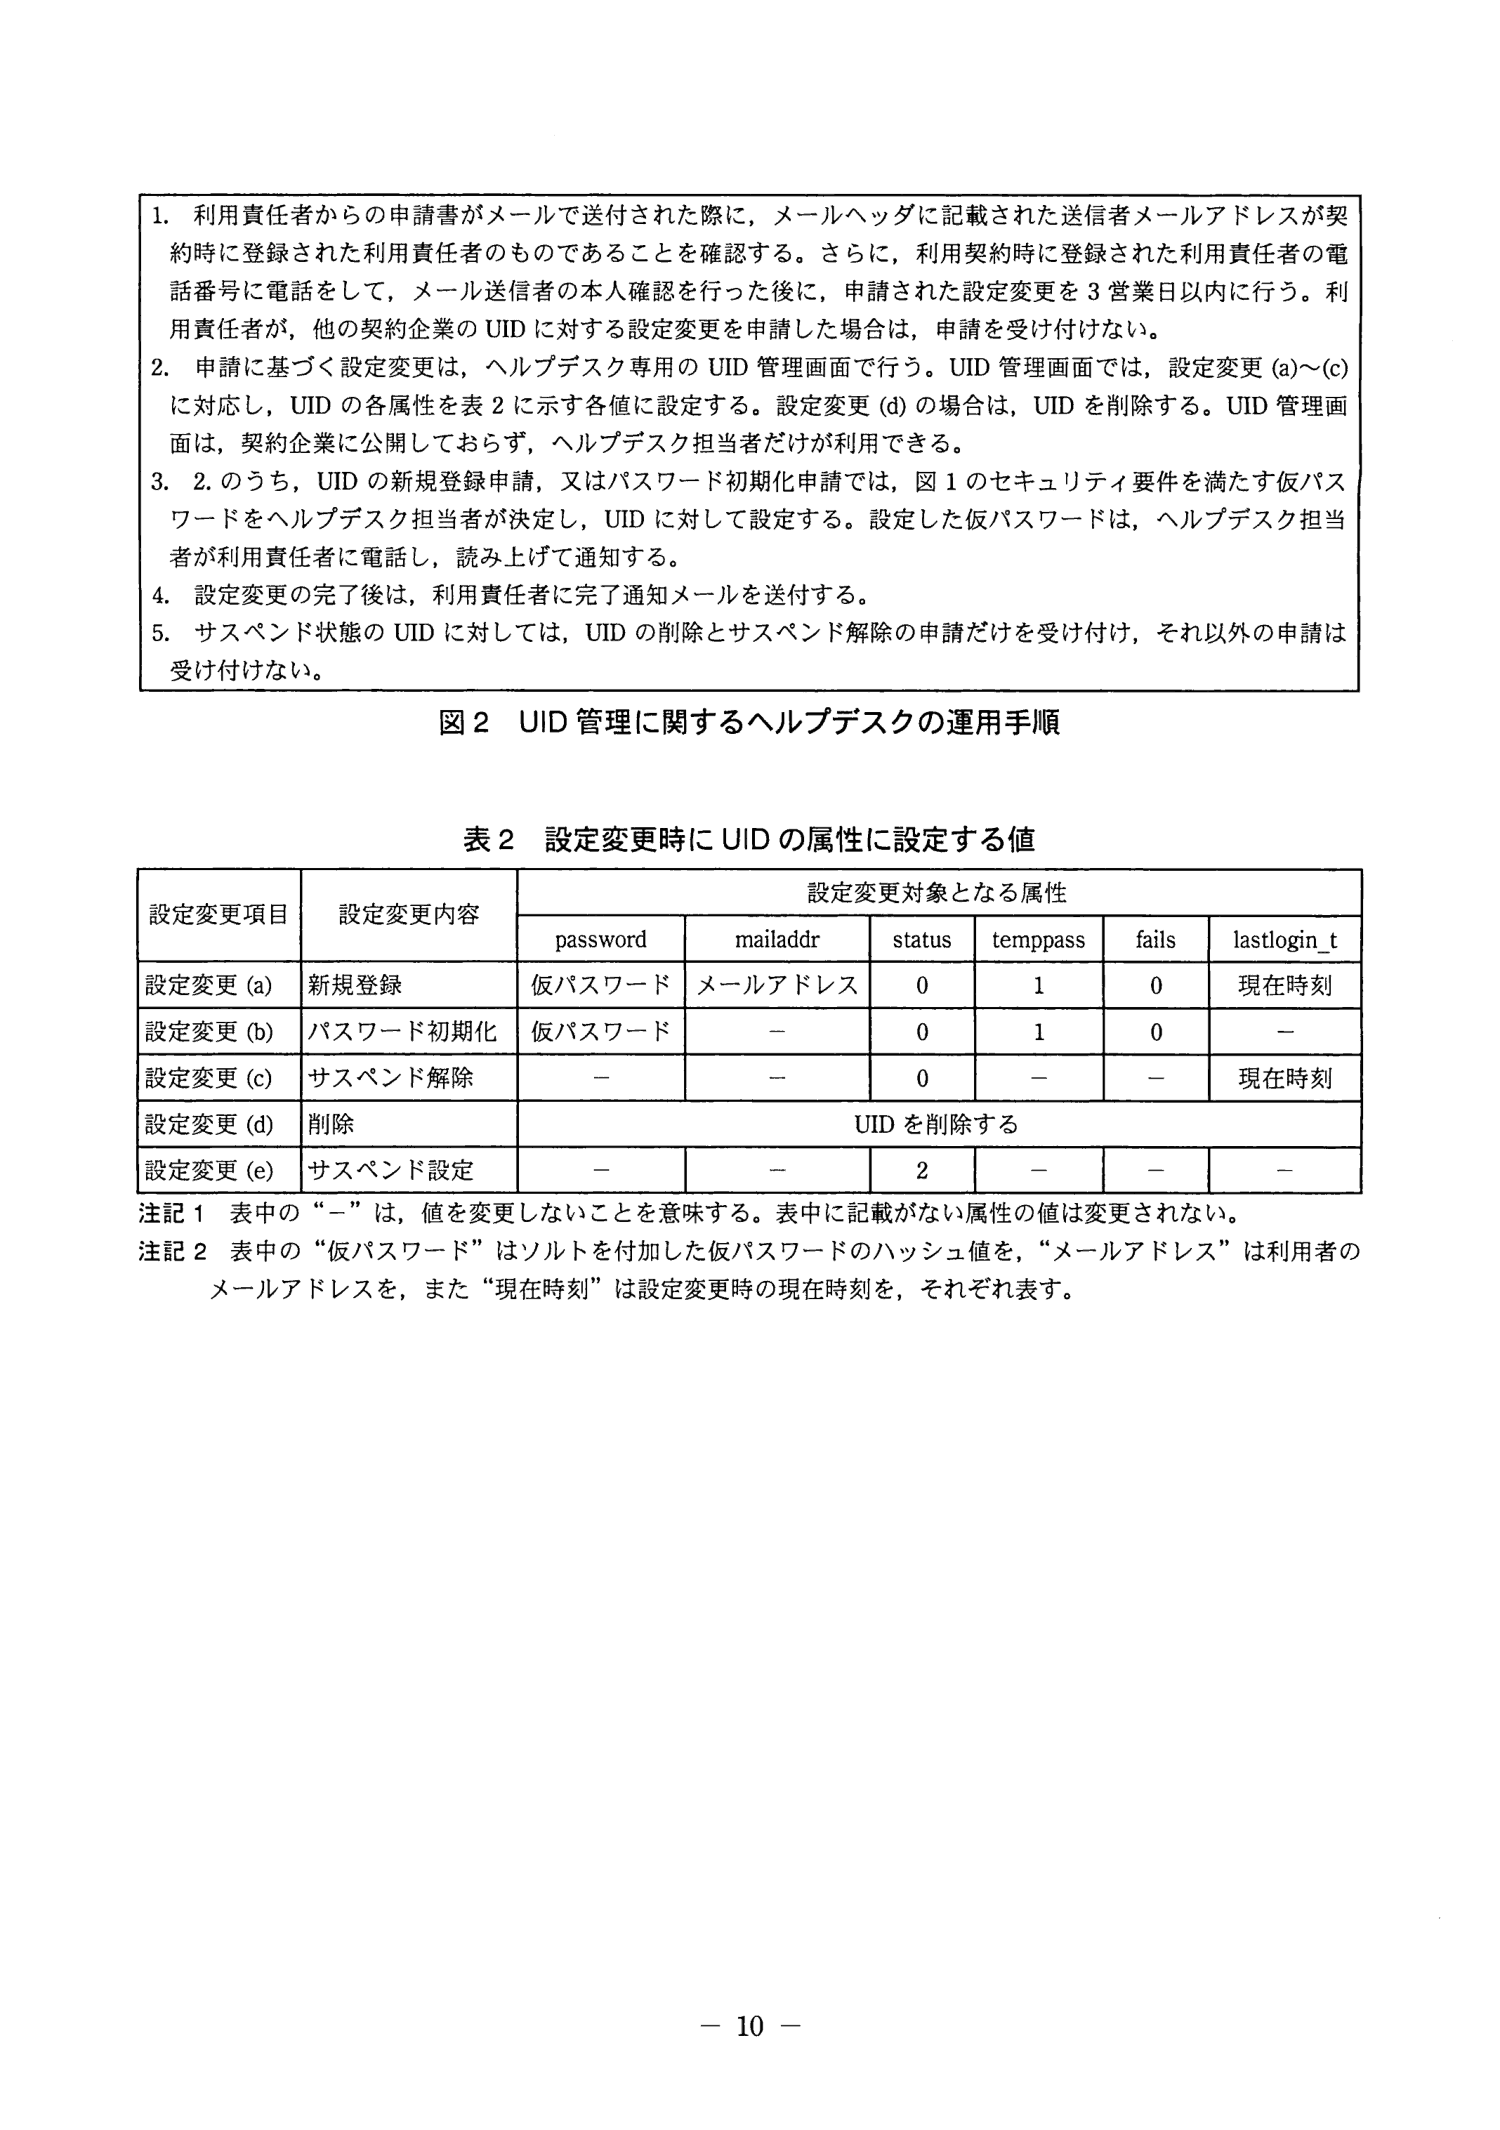 1. 利用責任者からの申請書がメールで送付された際に，メールヘッダに記載された送信者メールアドレスが契
約時に登録された利用責任者のものであることを確認する。さらに，利用契約時に登録された利用責任者の電
話番号に電話をして，メール送信者の本人確認を行った後に，申請された設定変更を 3 営業日以内に行う。利
用責任者が，他の契約企業の UID に対する設定変更を申請した場合は，申請を受け付けない。
2. 申請に基づく設定変更は，ヘルプデスク専用の UID 管理画面で行う。UID 管理画面では，設定変更 (a)～(c)
に対応し，UID の各属性を表 2 に示す各値に設定する。設定変更 (d) の場合は，UID を削除する。UID 管理画
面は，契約企業に公開しておらず，ヘルプデスク担当者だけが利用できる。
3. 2. のうち，UID の新規登録申請，又はパスワード初期化申請では，図 1 のセキュリティ要件を満たす仮パス
ワードをヘルプデスク担当者が決定し，UID に対して設定する。設定した仮パスワードは，ヘルプデスク担当
者が利用責任者に電話し，読み上げて通知する。
4. 設定変更の完了後は，利用責任者に完了通知メールを送付する。
5. サスペンド状態の UID に対しては，UID の削除とサスペンド解除の申請だけを受け付け，それ以外の申請は
受け付けない。
図 2 UID 管理に関するヘルプデスクの運用手順
表 2 設定変更時に UID の属性に設定する値
設定変更項目 設定変更内容 設定変更対象となる属性
password mailaddr status temppass fails lastlogin_t
設定変更 (a) 新規登録 仮パスワード メールアドレス 0 1 0 現在時刻
設定変更 (b) パスワード初期化 仮パスワード － 0 1 0 －
設定変更 (c) サスペンド解除 － － 0 － － 現在時刻
設定変更 (d) 削除 UID を削除する
設定変更 (e) サスペンド設定 － － 2 － － －
注記 1 表中の“－”は，値を変更しないことを意味する。表中に記載がない属性の値は変更されない。
注記 2 表中の“仮パスワード”はソルトを付加した仮パスワードのハッシュ値を，“メールアドレス”は利用者の
メールアドレスを，また“現在時刻”は設定変更時の現在時刻を，それぞれ表す。
－ 10 －